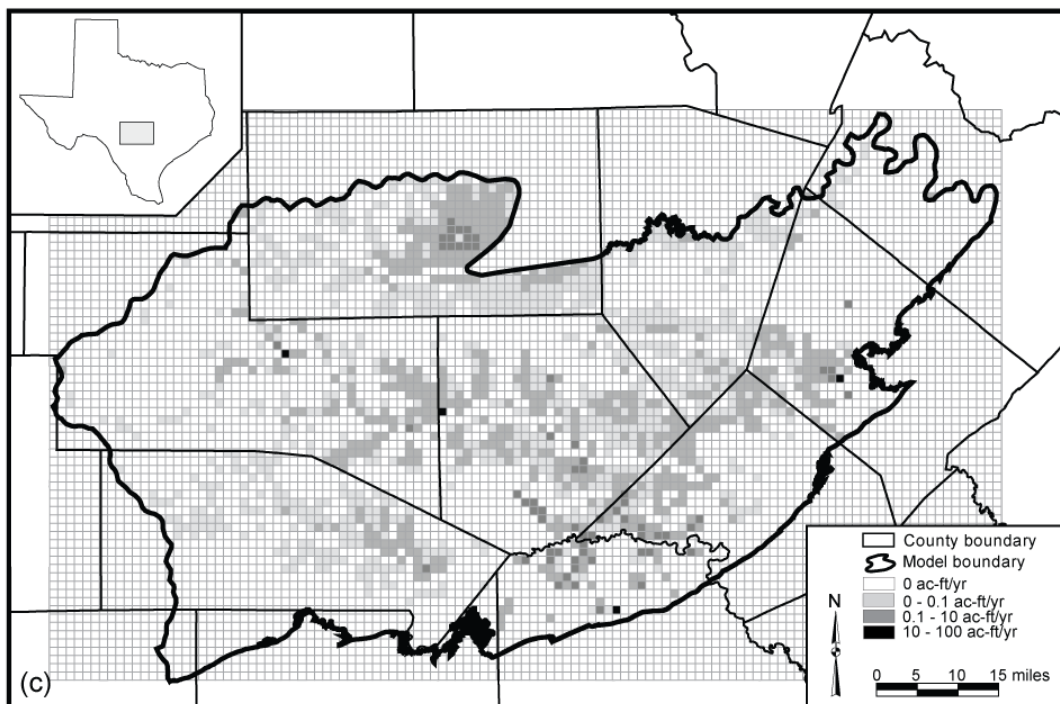 County boundary
Model boundary
0 ac-ft/yr
0 - 0.1 ac-ft/yr
0.1 - 10 ac-ft/yr
10 - 100 ac-ft/yr
N
0 5 10 15 miles
(c)